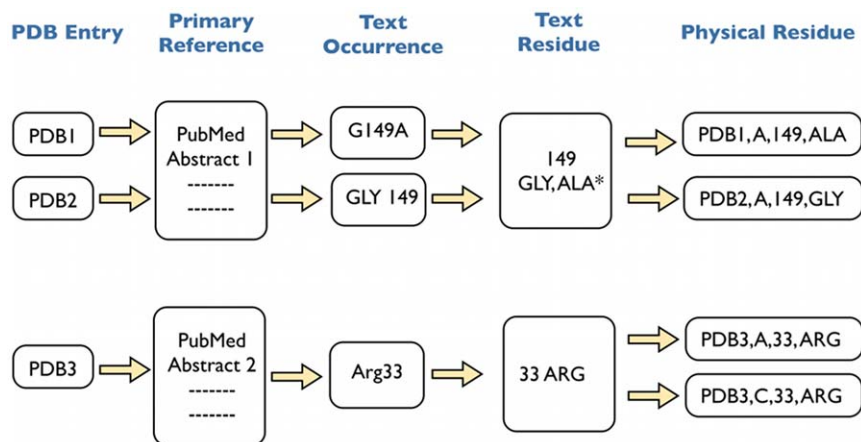 PDB Entry
Primary Reference
Text Occurrence
Text Residue
Physical Residue
PDB1
PubMed
Abstract 1
-------
-------
G149A
149
GLY,ALA*
PDB1,A,149,ALA
PDB2
GLY 149
PDB2,A,149,GLY
PDB3
PubMed
Abstract 2
-------
-------
Arg33
33 ARG
PDB3,A,33,ARG
PDB3,C,33,ARG